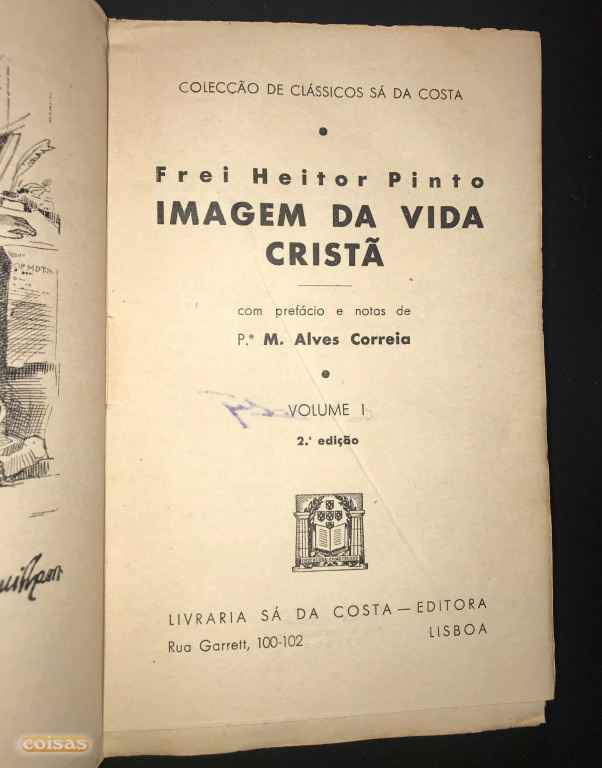 COLECÇÃO DE CLÁSSICOS SÁ DA COSTA
Frei Heitor Pinto
IMAGEM DA VIDA
CRISTÃ
com prefácio e notas de
P.ᵉ M. Alves Correia
VOLUME I
2.ª edição
LIVRARIA SÁ DA COSTA — EDITORA
Rua Garrett, 100-102 LISBOA
coisas